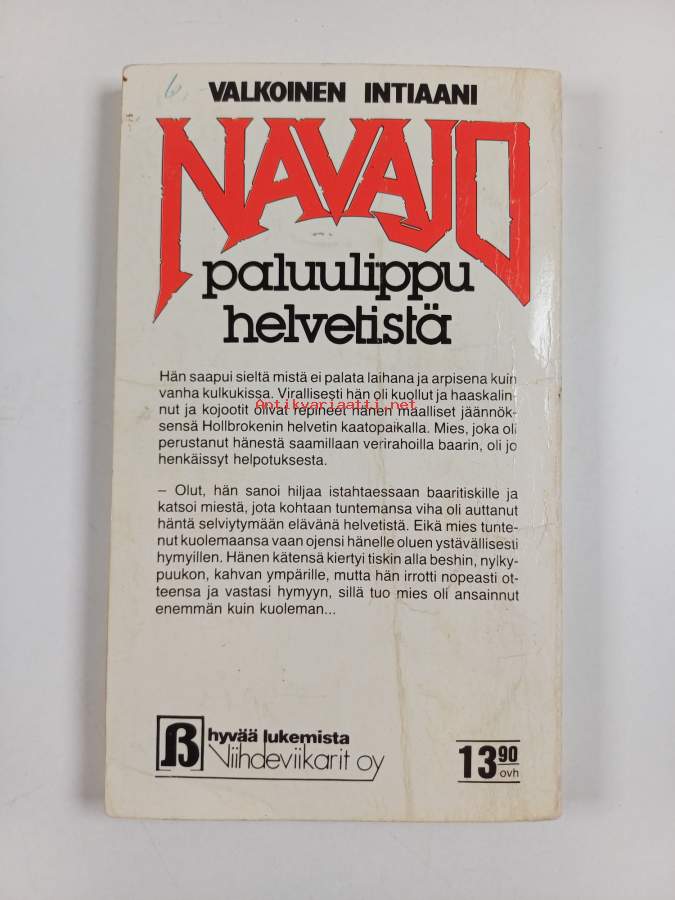 6
VALKOINEN INTIAANI
NAVAJO
paluulippu
helvetistä
Hän saapui sieltä mistä ei palata laihana ja arpisena kuin
vanha kulkukissa. Virallisesti hän oli kuollut ja haaskalin-
nut ja kojootit olivat repineet hänen maalliset jäännök-
Antikvariaatti.net
sensä Hollbrokenin helvetin kaatopaikalla. Mies, joka oli
perustanut hänestä saamillaan verirahoilla baarin, oli jo
henkäissyt helpotuksesta.
– Olut, hän sanoi hiljaa istahtaessaan baaritiskille ja
katsoi miestä, jota kohtaan tuntemansa viha oli auttanut
häntä selviytymään elävänä helvetistä. Eikä mies tunte-
nut kuolemaansa vaan ojensi hänelle oluen ystävällisesti
hymyillen. Hänen kätensä kiertyi tiskin alla beshin, nylky-
puukon, kahvan ympärille, mutta hän irrotti nopeasti ot-
teensa ja vastasi hymyyn, sillä tuo mies oli ansainnut
enemmän kuin kuoleman...
ß hyvää lukemista
Viihdeviikarit oy
13 90
ovh